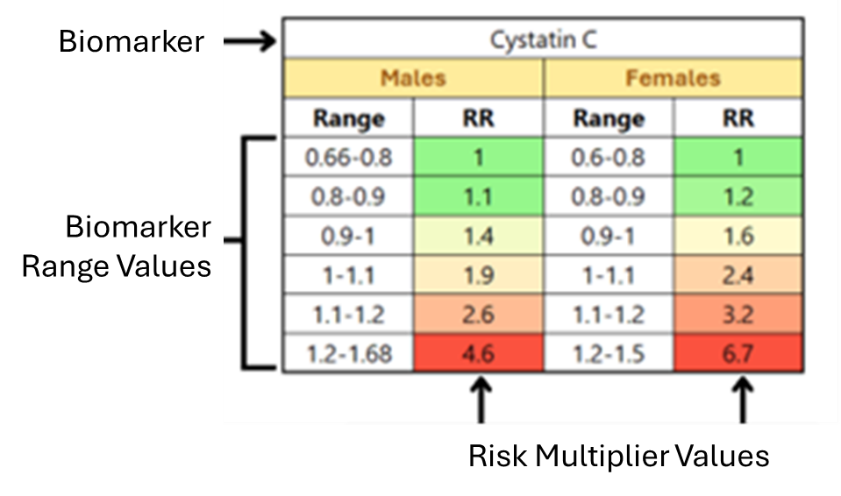 Biomarker
Cystatin C
Males Females
Range RR Range RR
0.66-0.8 1 0.6-0.8 1
0.8-0.9 1.1 0.8-0.9 1.2
Biomarker
Range Values
0.9-1 1.4 0.9-1 1.6
1-1.1 1.9 1-1.1 2.4
1.1-1.2 2.6 1.1-1.2 3.2
1.2-1.68 4.6 1.2-1.5 6.7
Risk Multiplier Values